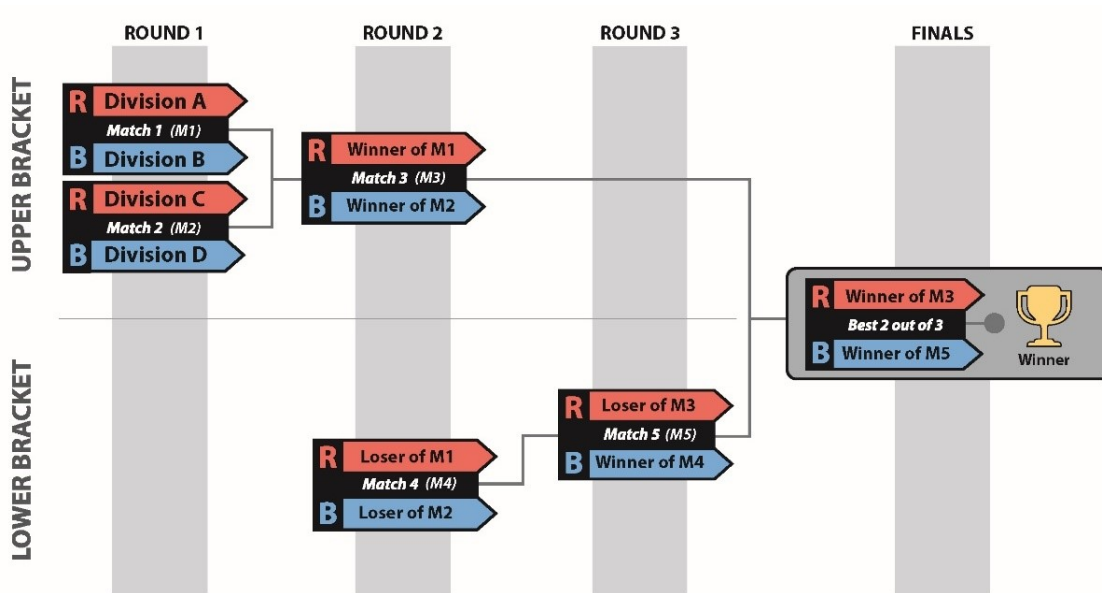 ROUND 1
ROUND 2
ROUND 3
FINALS
UPPER BRACKET
R Division A
Match 1 (M1)
B Division B
R Division C
Match 2 (M2)
B Division D
R Winner of M1
Match 3 (M3)
B Winner of M2
R Winner of M3
Best 2 out of 3
B Winner of M5
Winner
LOWER BRACKET
R Loser of M1
Match 4 (M4)
B Loser of M2
R Loser of M3
Match 5 (M5)
B Winner of M4